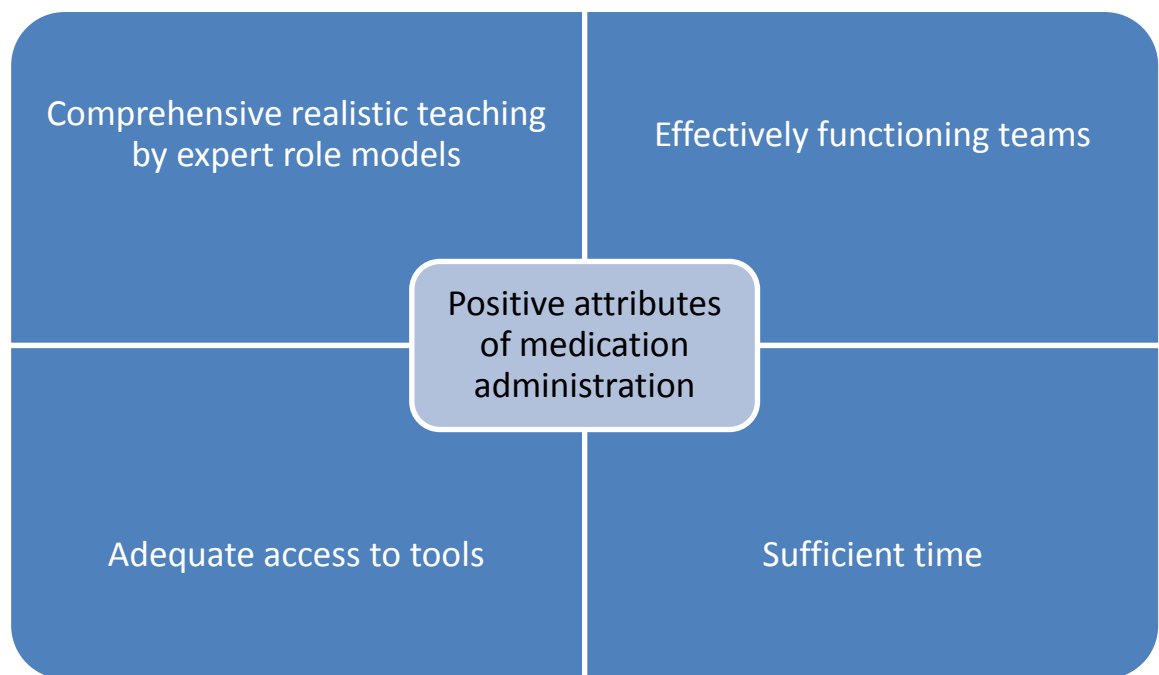 Comprehensive realistic teaching
by expert role models
Effectively functioning teams
Positive attributes
of medication
administration
Adequate access to tools
Sufficient time